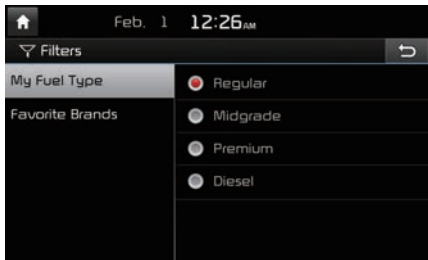 Feb. 1 12:26AM
Filters
My Fuel Type
Favorite Brands
Regular
Midgrade
Premium
Diesel